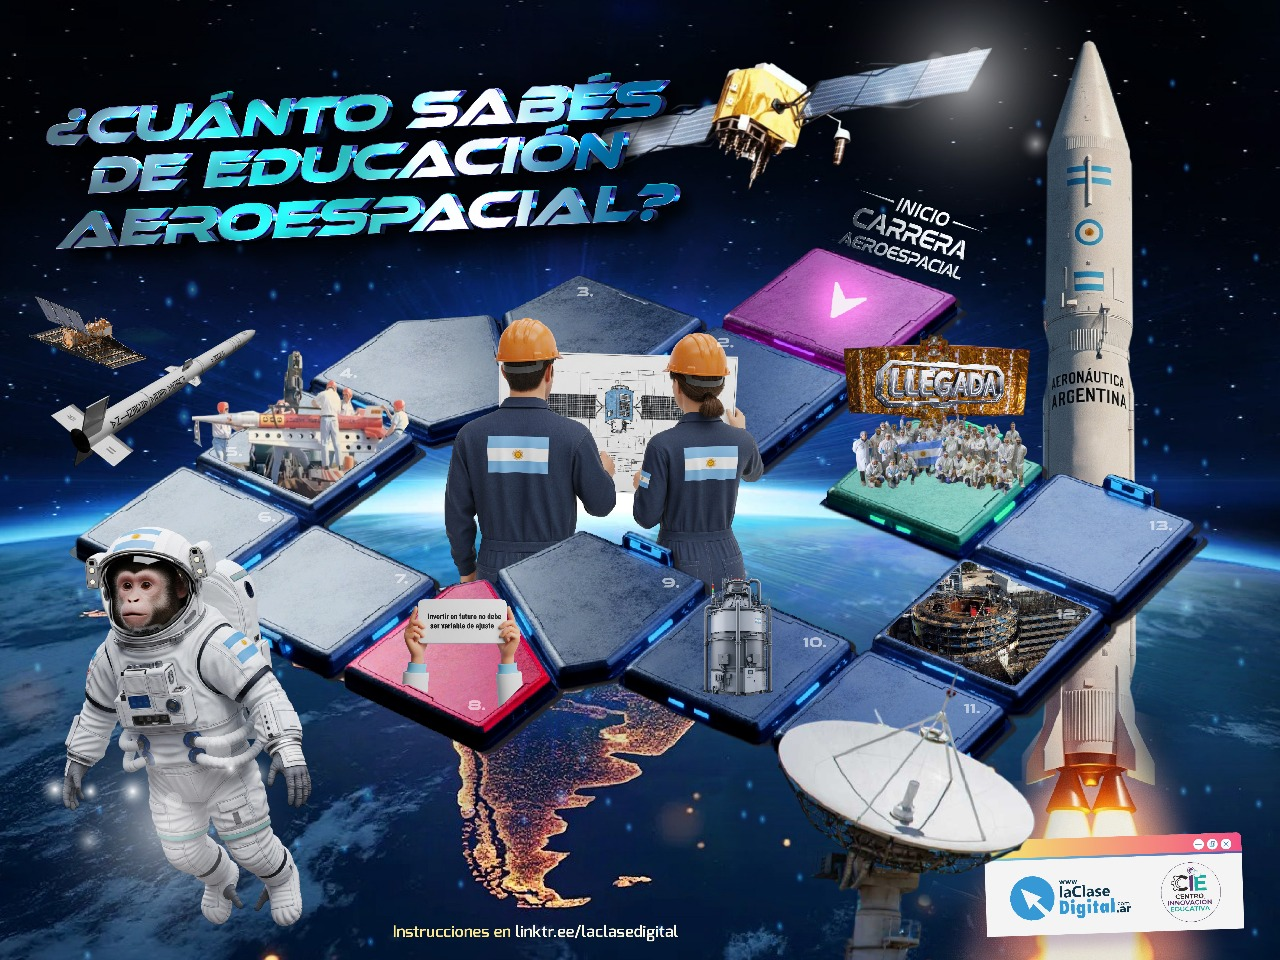 ¿CUÁNTO SABÉS
DE EDUCACIÓN
AEROESPACIAL?
INICIO
CARRERA
AEROESPACIAL
2.
3.
4.
5.
6.
7.
8.
9.
10.
11.
12.
13.
LLEGADA
AERONÁUTICA
ARGENTINA
Invertir en futuro no debe
ser variable de ajuste
www.
laClase
Digital.com
.ar
CIE
CENTRO
INNOVACIÓN
EDUCATIVA
Instrucciones en linktr.ee/laclasedigital